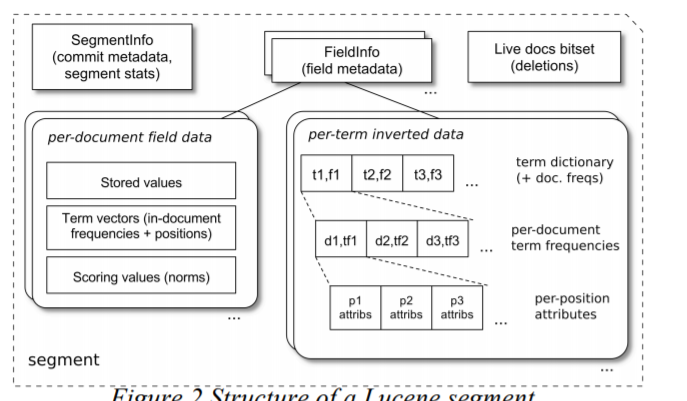 SegmentInfo
(commit metadata,
segment stats)
FieldInfo
(field metadata)
...
Live docs bitset
(deletions)
per-document field data
Stored values
Term vectors (in-document
frequencies + positions)
Scoring values (norms)
...
per-term inverted data
t1,f1 t2,f2 t3,f3 ...
term dictionary
(+ doc. freqs)
d1,tf1 d2,tf2 d3,tf3 ...
per-document
term frequencies
p1 attribs p2 attribs p3 attribs ...
per-position
attributes
segment
...
Figure 2 Structure of a Lucene segment